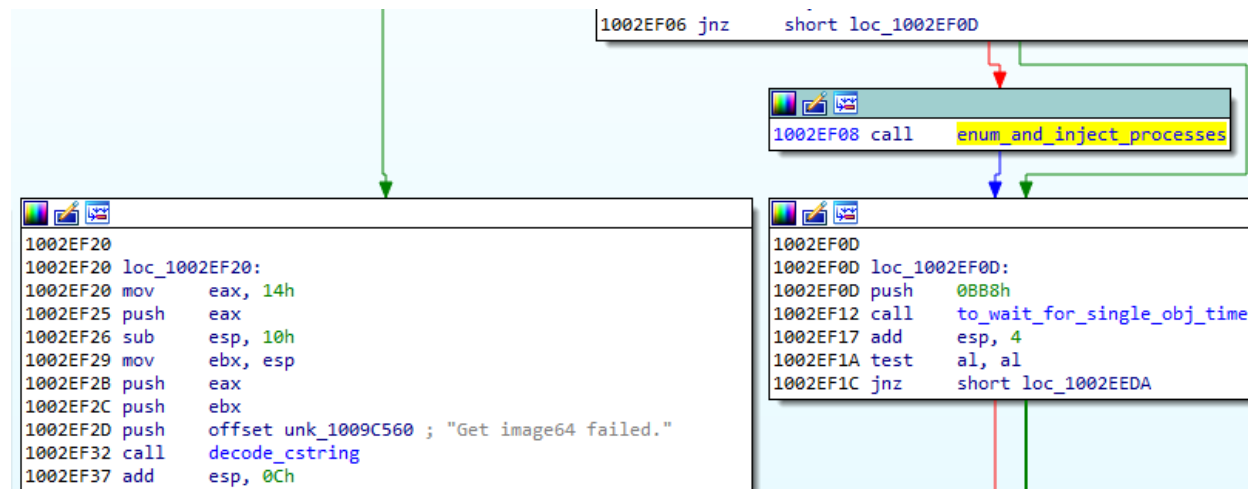 1002EF06 jnz short loc_1002EF0D
1002EF08 call enum_and_inject_processes
1002EF20
1002EF20 loc_1002EF20:
1002EF20 mov eax, 14h
1002EF25 push eax
1002EF26 sub esp, 10h
1002EF29 mov ebx, esp
1002EF2B push eax
1002EF2C push ebx
1002EF2D push offset unk_1009C560 ; "Get image64 failed."
1002EF32 call decode_cstring
1002EF37 add esp, 0Ch
1002EF0D
1002EF0D loc_1002EF0D:
1002EF0D push 0BB8h
1002EF12 call to_wait_for_single_obj_time
1002EF17 add esp, 4
1002EF1A test al, al
1002EF1C jnz short loc_1002EEDA